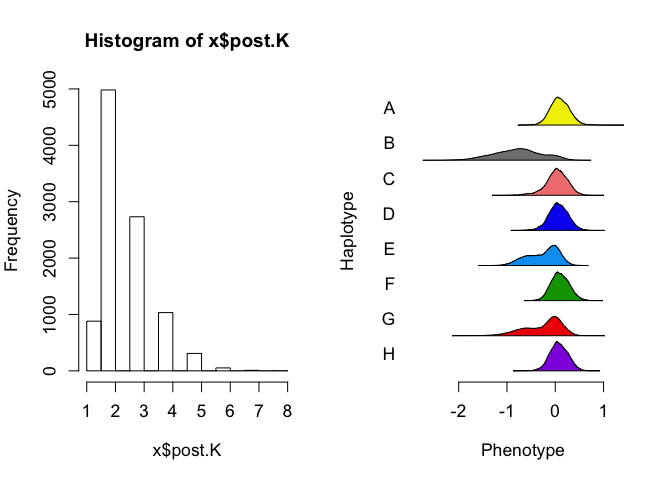 Histogram of x$post.K
Frequency
0
1000
2000
3000
4000
5000
1 2 3 4 5 6 7 8
x$post.K
Haplotype
A
B
C
D
E
F
G
H
-2 -1 0 1
Phenotype